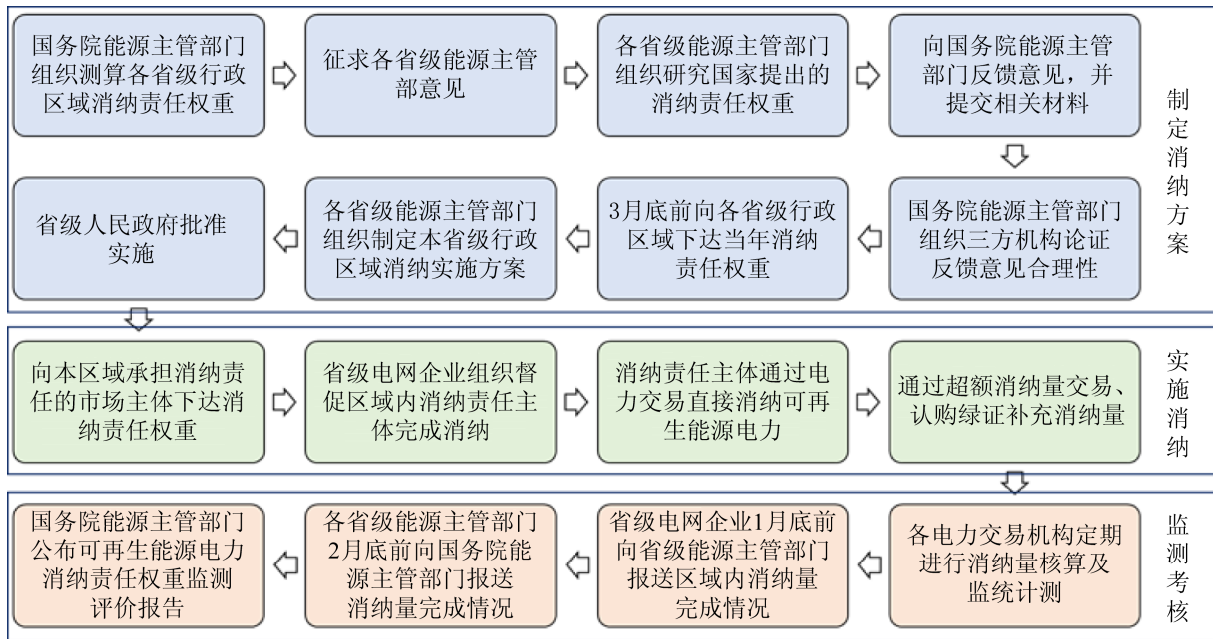 国务院能源主管部门
组织测算各省级行政
区域消纳责任权重
征求各省级能源主管
部意见
各省级能源主管部门
组织研究国家提出的
消纳责任权重
向国务院能源主管
部门反馈意见，并
提交相关材料
国务院能源主管部门
组织三方机构论证
反馈意见合理性
3月底前向各省级行政
区域下达当年消纳
责任权重
各省级能源主管部门
组织制定本省级行政
区域消纳实施方案
省级人民政府批准
实施
制定消纳方案
向本区域承担消纳责
任的市场主体下达消
纳责任权重
省级电网企业组织督
促区域内消纳责任主
体完成消纳
消纳责任主体通过电
力交易直接消纳可再
生能源电力
通过超额消纳量交易、
认购绿证补充消纳量
实施消纳
各电力交易机构定期
进行消纳量核算及
监统计测
省级电网企业1月底前
向省级能源主管部门
报送区域内消纳量
完成情况
各省级能源主管部门
2月底前向国务院能
源主管部门报送
消纳量完成情况
国务院能源主管部门
公布可再生能源电力
消纳责任权重监测
评价报告
监测考核